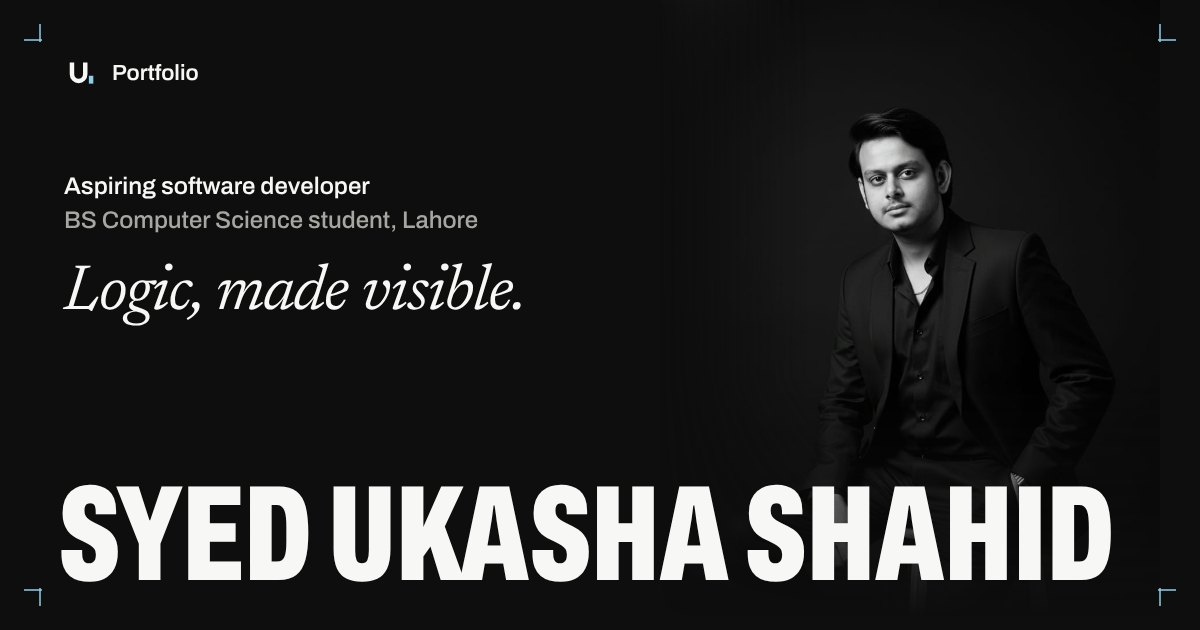 U. Portfolio
Aspiring software developer
BS Computer Science student, Lahore
Logic, made visible.
SYED UKASHA SHAHID